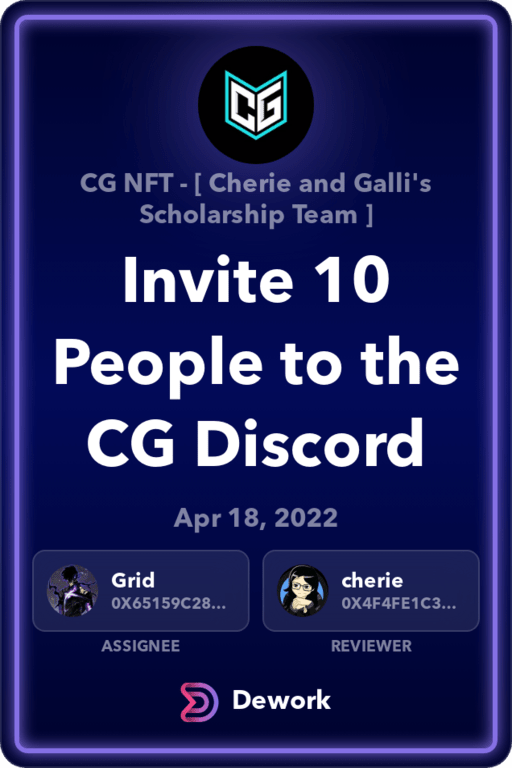 CG
CG NFT - [ Cherie and Galli's
Scholarship Team ]
Invite 10
People to the
CG Discord
Apr 18, 2022
Grid
0X65159C28...
ASSIGNEE
cherie
0X4F4FE1C3...
REVIEWER
Dework